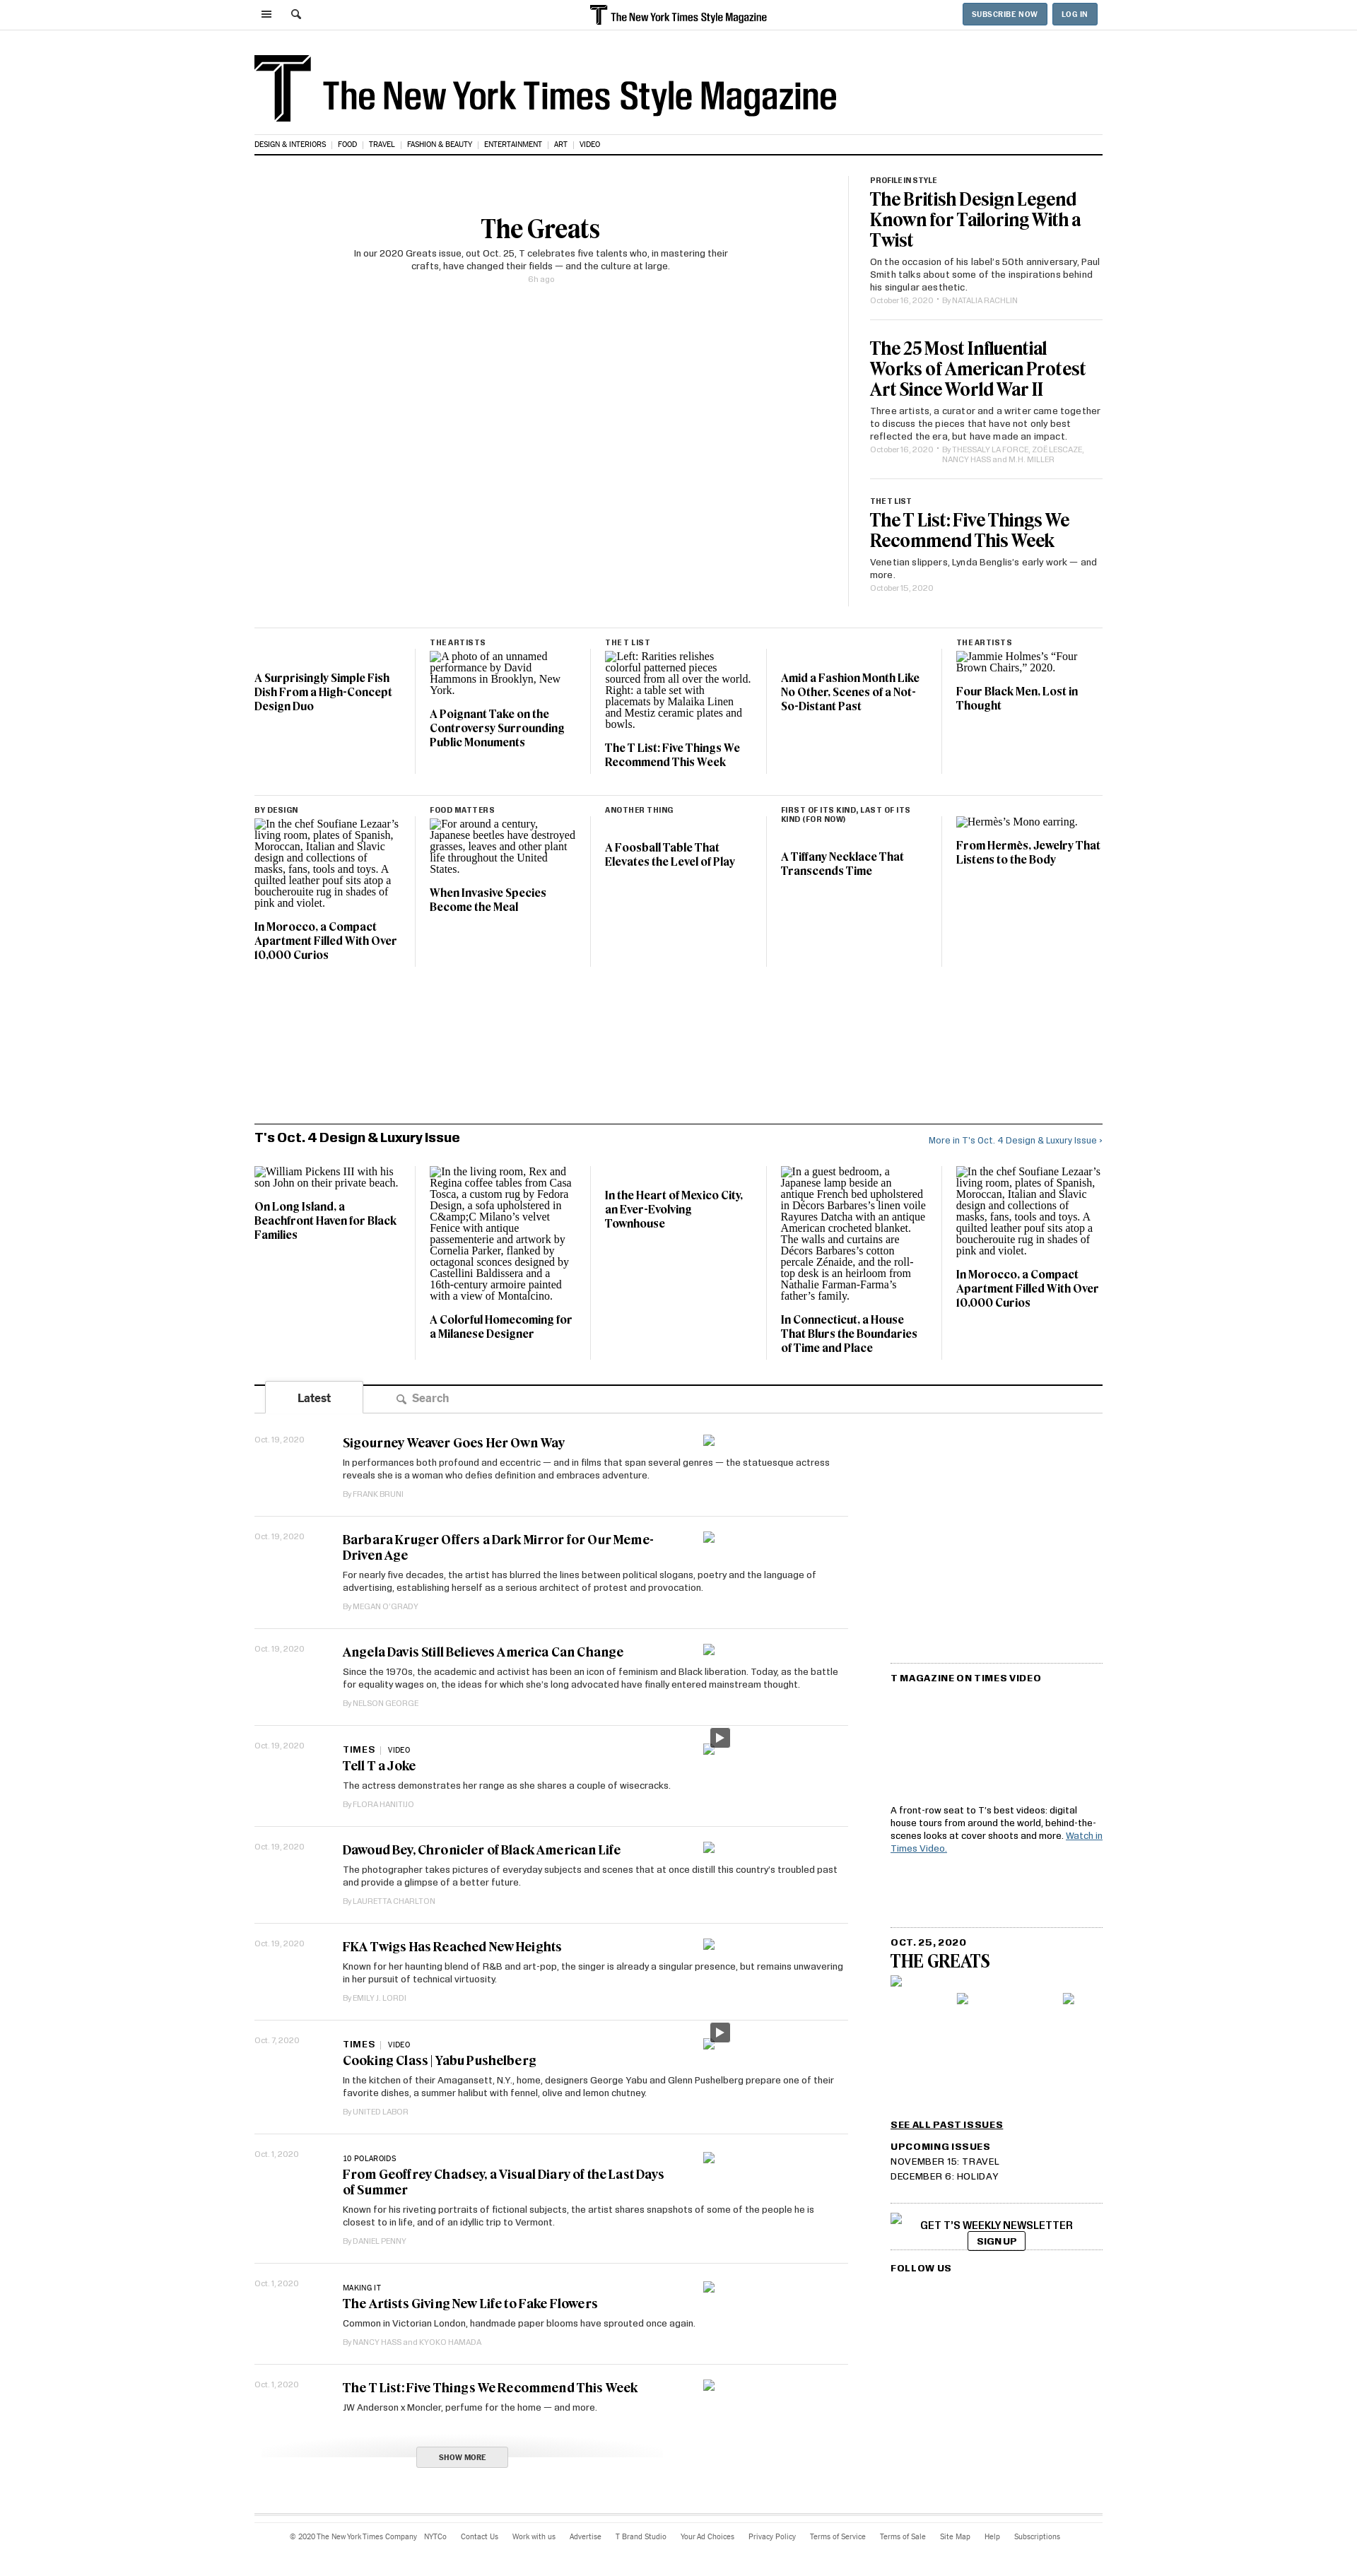 The New York Times Style Magazine
SUBSCRIBE NOW
LOG IN
The New York Times Style Magazine
DESIGN & INTERIORS | FOOD | TRAVEL | FASHION & BEAUTY | ENTERTAINMENT | ART | VIDEO
The Greats
In our 2020 Greats issue, out Oct. 25, T celebrates five talents who, in mastering their
crafts, have changed their fields — and the culture at large.
6h ago
PROFILE IN STYLE
The British Design Legend
Known for Tailoring With a
Twist
On the occasion of his label's 50th anniversary, Paul
Smith talks about some of the inspirations behind
his singular aesthetic.
October 16, 2020 • By NATALIA RACHLIN
The 25 Most Influential
Works of American Protest
Art Since World War II
Three artists, a curator and a writer came together
to discuss the pieces that have not only best
reflected the era, but have made an impact.
October 16, 2020 • By THESSALY LA FORCE, ZOË LESCAZE,
NANCY HASS and M.H. MILLER
THE T LIST
The T List: Five Things We
Recommend This Week
Venetian slippers, Lynda Benglis's early work — and
more.
October 15, 2020
A Surprisingly Simple Fish
Dish From a High-Concept
Design Duo
THE ARTISTS
A photo of an unnamed
performance by David
Hammons in Brooklyn, New
York.
A Poignant Take on the
Controversy Surrounding
Public Monuments
THE T LIST
Left: Rarities relishes
colorful patterned pieces
sourced from all over the world.
Right: a table set with
placemats by Malaika Linen
and Mestiz ceramic plates and
bowls.
The T List: Five Things We
Recommend This Week
Amid a Fashion Month Like
No Other, Scenes of a Not-
So-Distant Past
THE ARTISTS
Jammie Holmes's “Four
Brown Chairs,” 2020.
Four Black Men, Lost in
Thought
BY DESIGN
In the chef Soufiane Lezaar’s
living room, plates of Spanish,
Moroccan, Italian and Slavic
design and collections of
masks, fans, tools and toys. A
quilted leather pouf sits atop a
boucherouite rug in shades of
pink and violet.
In Morocco, a Compact
Apartment Filled With Over
10,000 Curios
FOOD MATTERS
For around a century,
Japanese beetles have destroyed
grasses, leaves and other plant
life throughout the United
States.
When Invasive Species
Become the Meal
ANOTHER THING
A Foosball Table That
Elevates the Level of Play
FIRST OF ITS KIND, LAST OF ITS
KIND (FOR NOW)
A Tiffany Necklace That
Transcends Time
Hermès’s Mono earring.
From Hermès, Jewelry That
Listens to the Body
T's Oct. 4 Design & Luxury Issue
More in T's Oct. 4 Design & Luxury Issue ›
William Pickens III with his
son John on their private beach.
On Long Island, a
Beachfront Haven for Black
Families
In the living room, Rex and
Regina coffee tables from Casa
Tosca, a custom rug by Fedora
Design, a sofa upholstered in
C&amp;C Milano’s velvet
Fenice with antique
passementerie and artwork by
Cornelia Parker, flanked by
octagonal sconces designed by
Castellini Baldissera and a
16th-century armoire painted
with a view of Montalcino.
A Colorful Homecoming for
a Milanese Designer
In the Heart of Mexico City,
an Ever-Evolving
Townhouse
In a guest bedroom, a
Japanese lamp beside an
antique French bed upholstered
in Décors Barbares’s linen voile
Rayures Datcha with an antique
American crocheted blanket.
The walls and curtains are
Décors Barbares’s cotton
percale Zénaide, and the roll-
top desk is an heirloom from
Nathalie Farman-Farma’s
father’s family.
In Connecticut, a House
That Blurs the Boundaries
of Time and Place
In the chef Soufiane Lezaar’s
living room, plates of Spanish,
Moroccan, Italian and Slavic
design and collections of
masks, fans, tools and toys. A
quilted leather pouf sits atop a
boucherouite rug in shades of
pink and violet.
In Morocco, a Compact
Apartment Filled With Over
10,000 Curios
Latest
Search
Oct. 19, 2020
Sigourney Weaver Goes Her Own Way
In performances both profound and eccentric — and in films that span several genres — the statuesque actress
reveals she is a woman who defies definition and embraces adventure.
By FRANK BRUNI
Oct. 19, 2020
Barbara Kruger Offers a Dark Mirror for Our Meme-
Driven Age
For nearly five decades, the artist has blurred the lines between political slogans, poetry and the language of
advertising, establishing herself as a serious architect of protest and provocation.
By MEGAN O'GRADY
Oct. 19, 2020
Angela Davis Still Believes America Can Change
Since the 1970s, the academic and activist has been an icon of feminism and Black liberation. Today, as the battle
for equality wages on, the ideas for which she's long advocated have finally entered mainstream thought.
By NELSON GEORGE
Oct. 19, 2020
TIMES | VIDEO
Tell T a Joke
The actress demonstrates her range as she shares a couple of wisecracks.
By FLORA HANITIJO
Oct. 19, 2020
Dawoud Bey, Chronicler of Black American Life
The photographer takes pictures of everyday subjects and scenes that at once distill this country's troubled past
and provide a glimpse of a better future.
By LAURETTA CHARLTON
Oct. 19, 2020
FKA Twigs Has Reached New Heights
Known for her haunting blend of R&B and art-pop, the singer is already a singular presence, but remains unwavering
in her pursuit of technical virtuosity.
By EMILY J. LORDI
Oct. 7, 2020
TIMES | VIDEO
Cooking Class | Yabu Pushelberg
In the kitchen of their Amagansett, N.Y., home, designers George Yabu and Glenn Pushelberg prepare one of their
favorite dishes, a summer halibut with fennel, olive and lemon chutney.
By UNITED LABOR
Oct. 1, 2020
10 POLAROIDS
From Geoffrey Chadsey, a Visual Diary of the Last Days
of Summer
Known for his riveting portraits of fictional subjects, the artist shares snapshots of some of the people he is
closest to in life, and of an idyllic trip to Vermont.
By DANIEL PENNY
Oct. 1, 2020
MAKING IT
The Artists Giving New Life to Fake Flowers
Common in Victorian London, handmade paper blooms have sprouted once again.
By NANCY HASS and KYOKO HAMADA
Oct. 1, 2020
The T List: Five Things We Recommend This Week
JW Anderson x Moncler, perfume for the home — and more.
SHOW MORE
T MAGAZINE ON TIMES VIDEO
A front-row seat to T's best videos: digital
house tours from around the world, behind-the-
scenes looks at cover shoots and more. Watch in
Times Video.
OCT. 25, 2020
THE GREATS
SEE ALL PAST ISSUES
UPCOMING ISSUES
NOVEMBER 15: TRAVEL
DECEMBER 6: HOLIDAY
GET T'S WEEKLY NEWSLETTER
SIGN UP
FOLLOW US
© 2020 The New York Times Company NYTCo Contact Us Work with us Advertise T Brand Studio Your Ad Choices Privacy Policy Terms of Service Terms of Sale Site Map Help Subscriptions